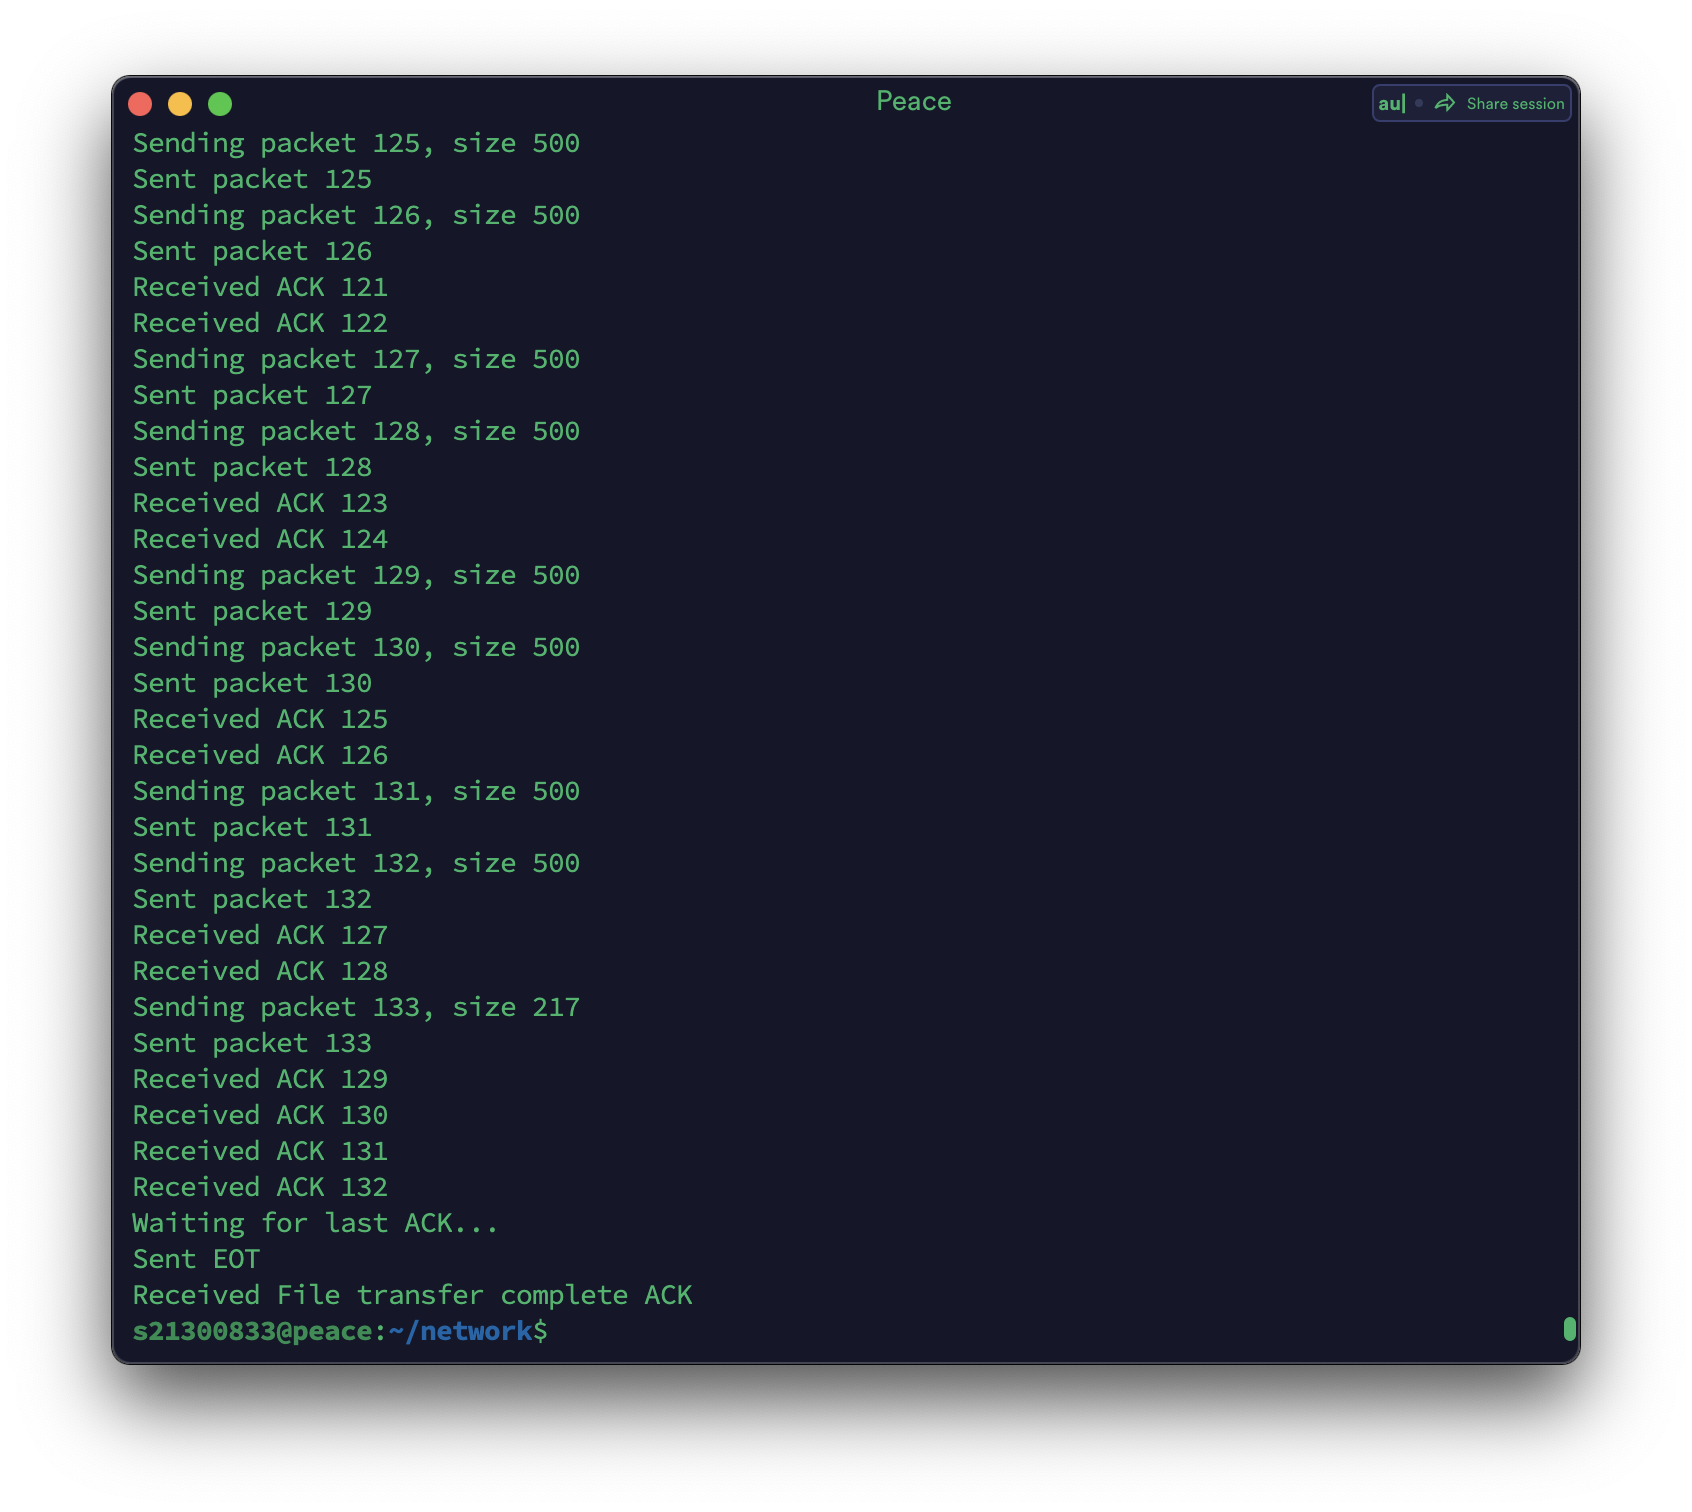 Peace
au| Share session
Sending packet 125, size 500
Sent packet 125
Sending packet 126, size 500
Sent packet 126
Received ACK 121
Received ACK 122
Sending packet 127, size 500
Sent packet 127
Sending packet 128, size 500
Sent packet 128
Received ACK 123
Received ACK 124
Sending packet 129, size 500
Sent packet 129
Sending packet 130, size 500
Sent packet 130
Received ACK 125
Received ACK 126
Sending packet 131, size 500
Sent packet 131
Sending packet 132, size 500
Sent packet 132
Received ACK 127
Received ACK 128
Sending packet 133, size 217
Sent packet 133
Received ACK 129
Received ACK 130
Received ACK 131
Received ACK 132
Waiting for last ACK...
Sent EOT
Received File transfer complete ACK
s21300833@peace:~/network$